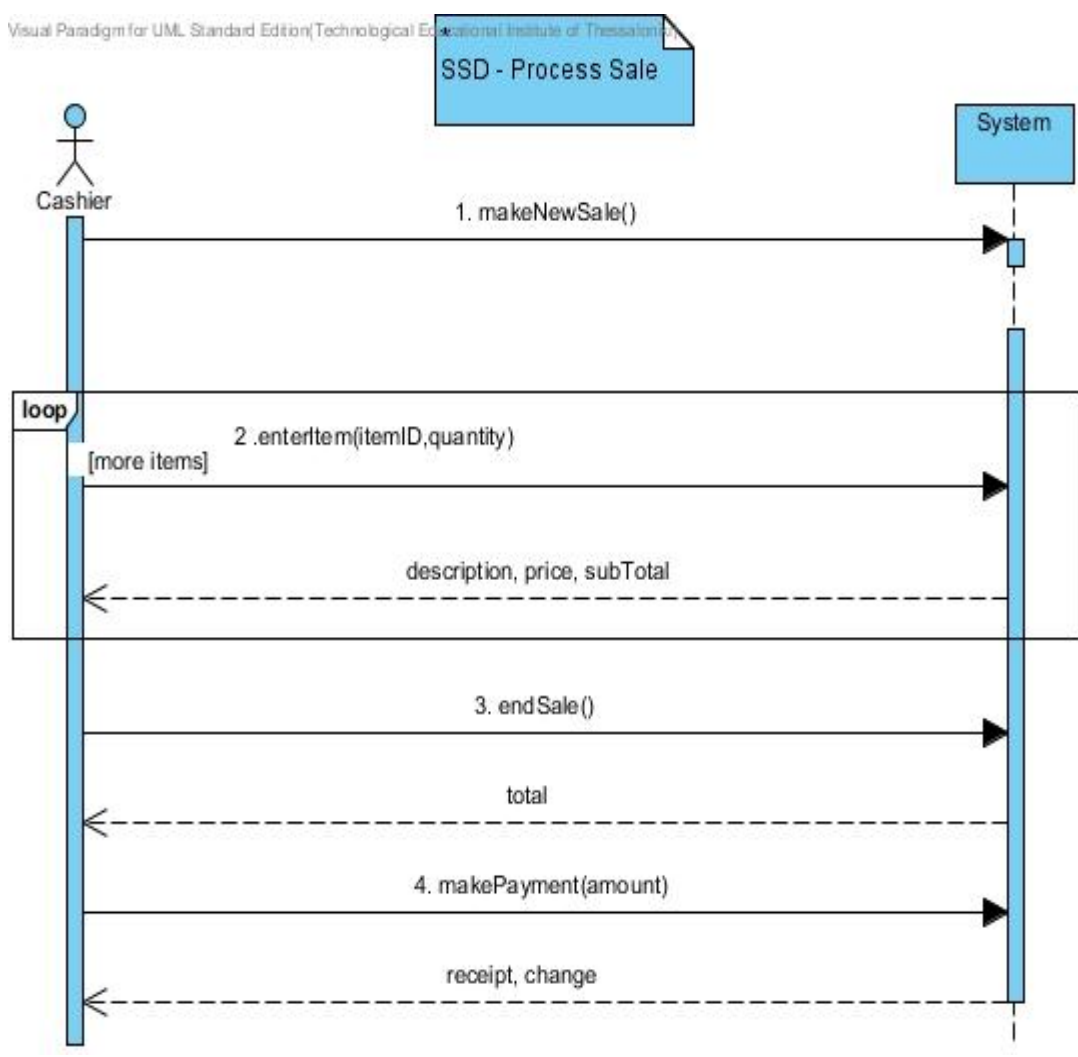 Visual Paradigm for UML Standard Edition(Technological Educational Institute of Thessaloniki)
*
SSD - Process Sale
System
Cashier
1. makeNewSale()
loop
2 .enterItem(itemID,quantity)
[more items]
description, price, subTotal
3. endSale()
total
4. makePayment(amount)
receipt, change